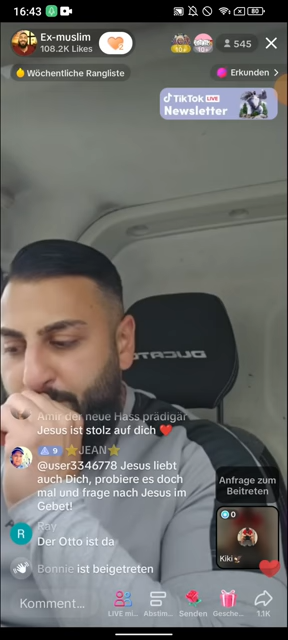 16:43
80
Ex-muslim
108.2K Likes
545
Wöchentliche Rangliste
Erkunden >
TikTok LIVE
Newsletter
DUCATO
Amir der neue Hass prädigar
Jesus ist stolz auf dich
9 JEAN
@user3346778 Jesus liebt
auch Dich, probiere es doch
mal und frage nach Jesus im
Gebet!
R Ray
Der Otto ist da
Bonnie ist beigetreten
Anfrage zum
Beitreten
0
Kiki
Komment...
LIVE mi...
Abstim...
Senden
Gesche...
1.1K